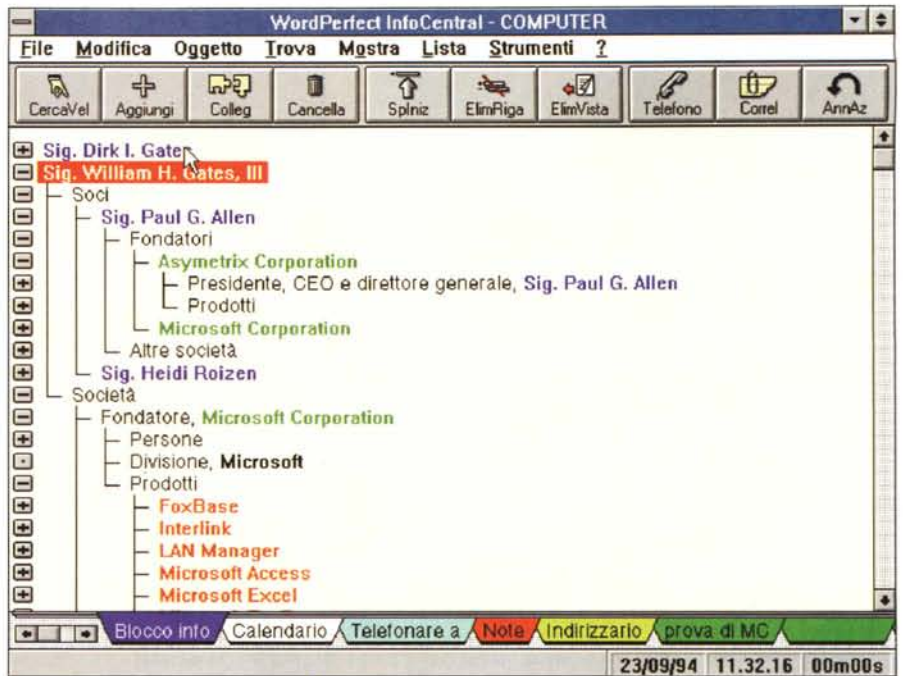 WordPerfect InfoCentral - COMPUTER
File Modifica Oggetto Trova Mostra Lista Strumenti ?
CercaVel Aggiungi Colleg Cancella SpIniz ElimRiga ElimVista Telefono Correl AnnAz
Sig. Dirk I. Gates
Sig. William H. Gates, III
Soci
Sig. Paul G. Allen
Fondatori
Asymetrix Corporation
Presidente, CEO e direttore generale, Sig. Paul G. Allen
Prodotti
Microsoft Corporation
Altre società
Sig. Heidi Roizen
Società
Fondatore, Microsoft Corporation
Persone
Divisione, Microsoft
Prodotti
FoxBase
Interlink
LAN Manager
Microsoft Access
Microsoft Excel
Blocco info Calendario Telefonare a Note Indirizzario prova di MC
23/09/94 11.32.16 00m00s